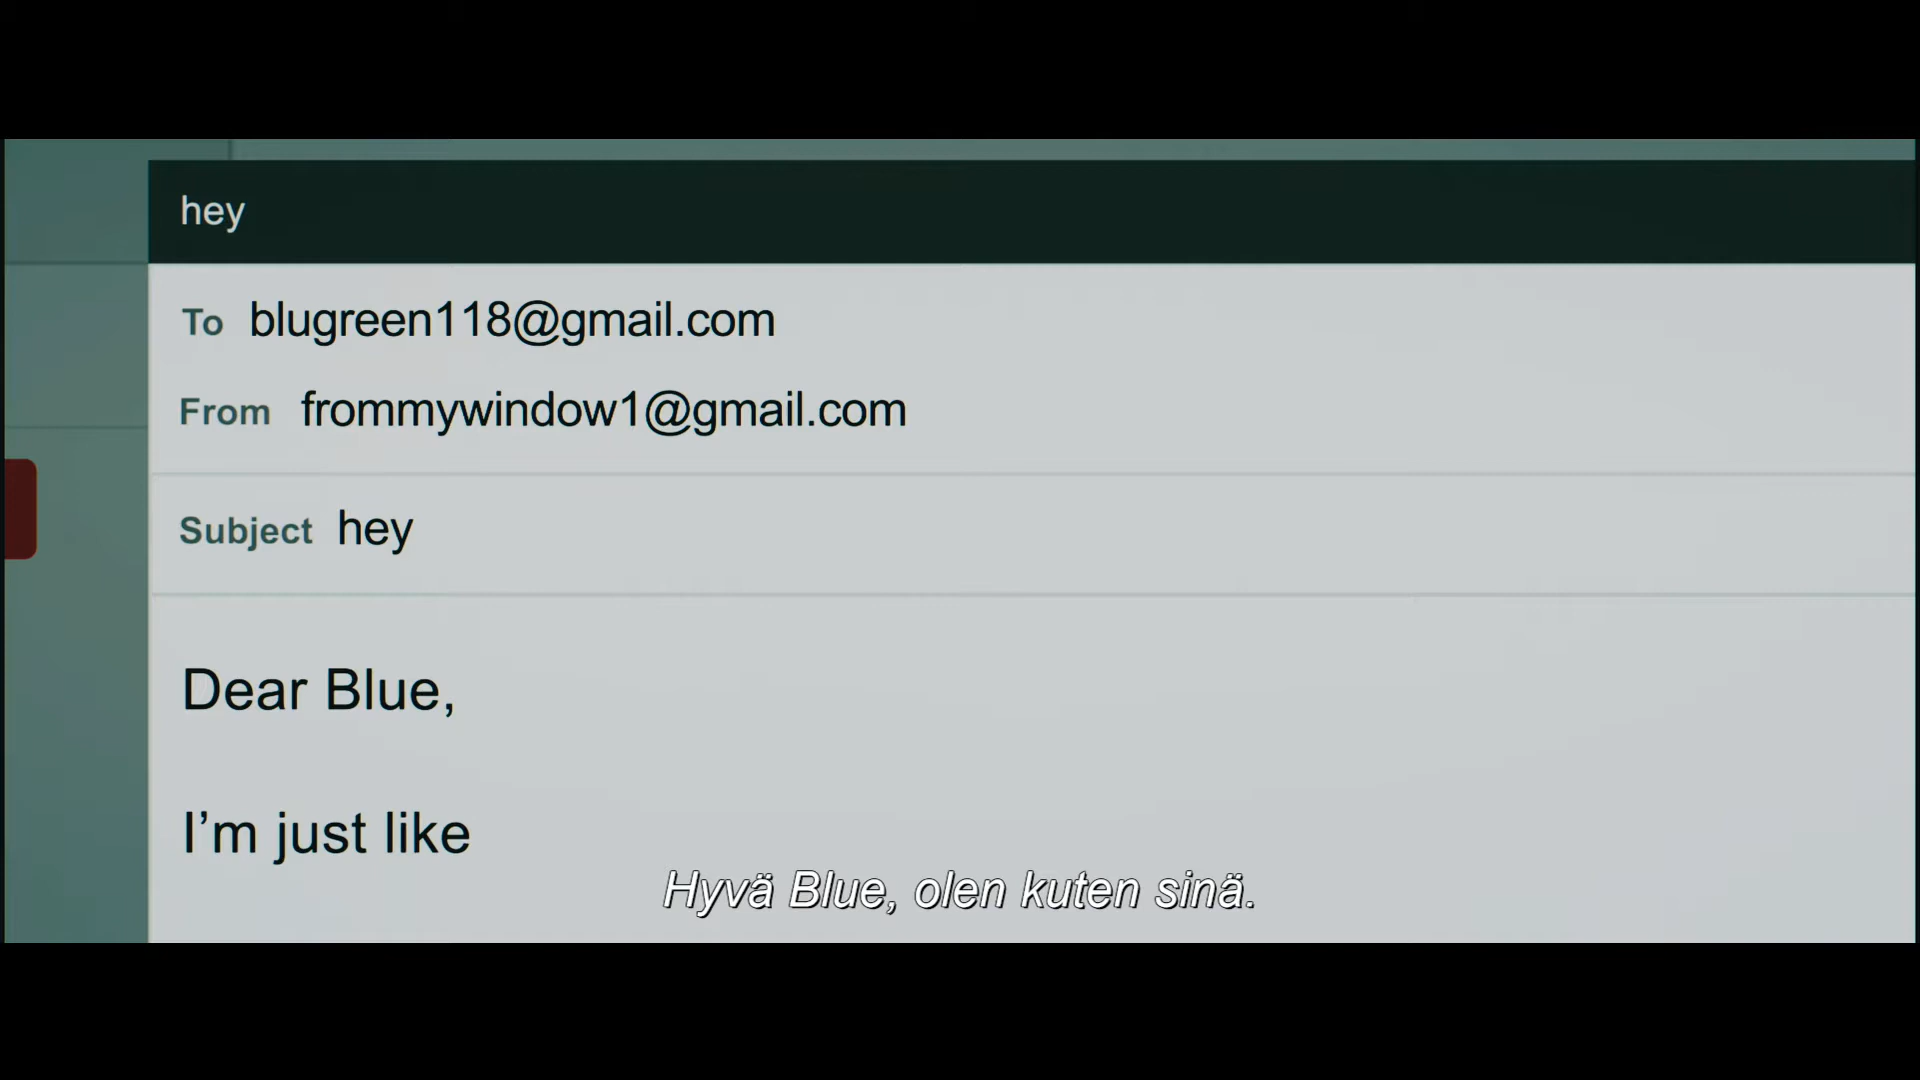 hey
To blugreen118@gmail.com
From frommywindow1@gmail.com
Subject hey
Dear Blue,
I’m just like
Hyvä Blue, olen kuten sinä.